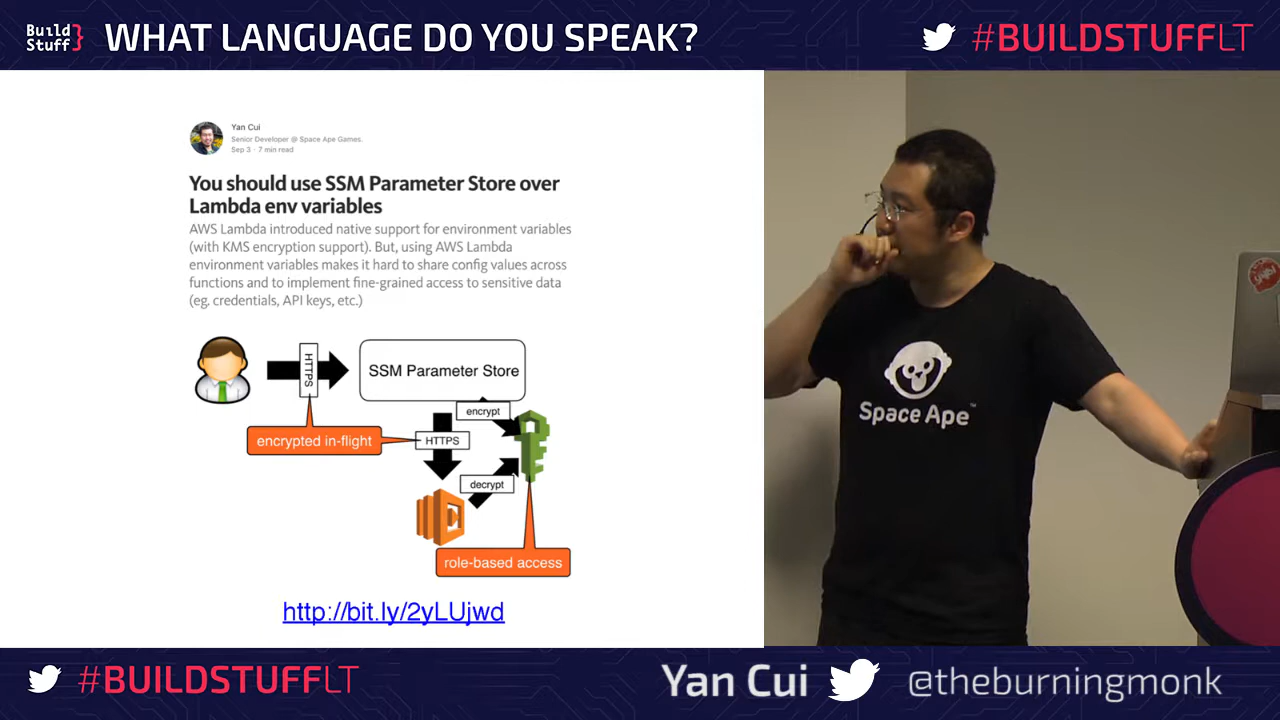 Build
Stuff}
WHAT LANGUAGE DO YOU SPEAK?
#BUILDSTUFFLT
Yan Cui
Senior Developer @ Space Ape Games.
Sep 3 · 7 min read
You should use SSM Parameter Store over
Lambda env variables
AWS Lambda introduced native support for environment variables
(with KMS encryption support). But, using AWS Lambda
environment variables makes it hard to share config values across
functions and to implement fine-grained access to sensitive data
(eg. credentials, API keys, etc.)
HTTPS
SSM Parameter Store
encrypt
encrypted in-flight
HTTPS
decrypt
role-based access
http://bit.ly/2yLUjwd
Space Ape™
#BUILDSTUFFLT
Yan Cui
@theburningmonk